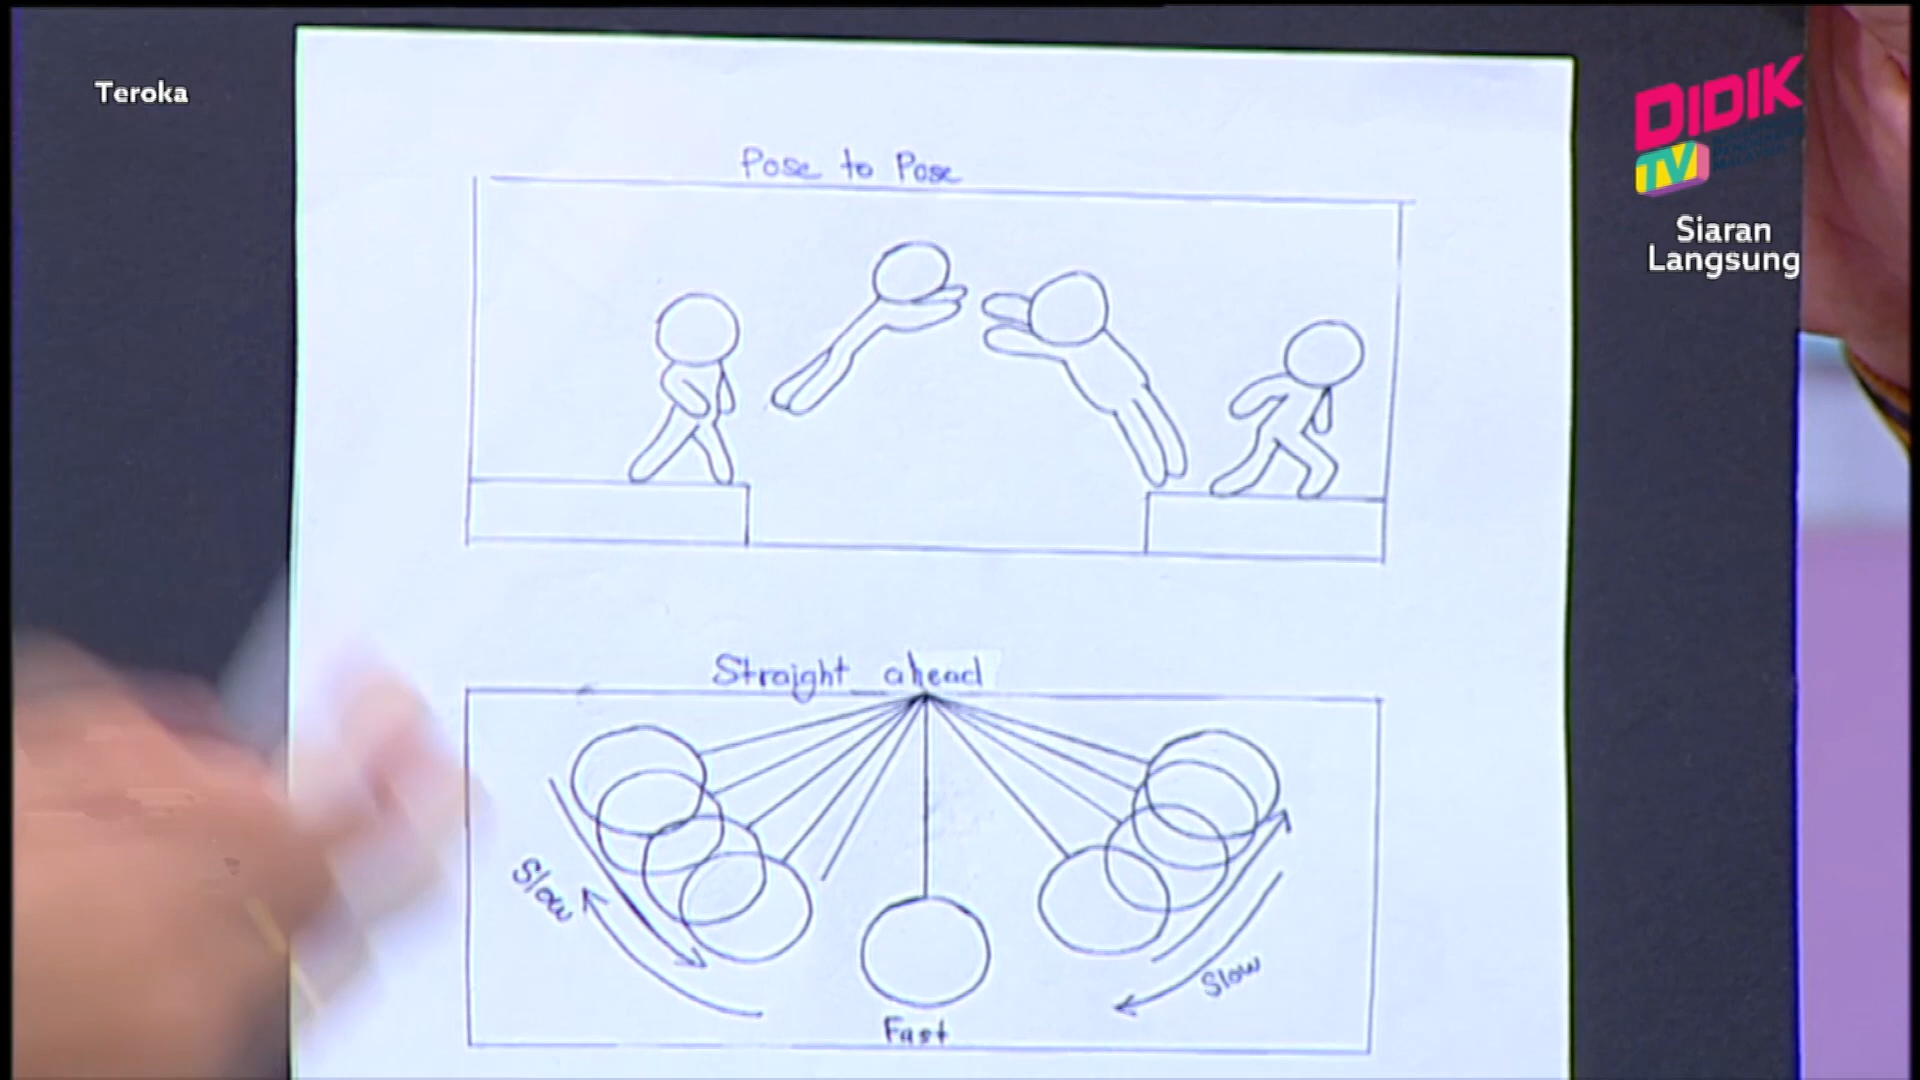 Teroka
DIDIK
TV
Siaran
Langsung
Pose to Pose
Straight ahead
Slow
Slow
Fast